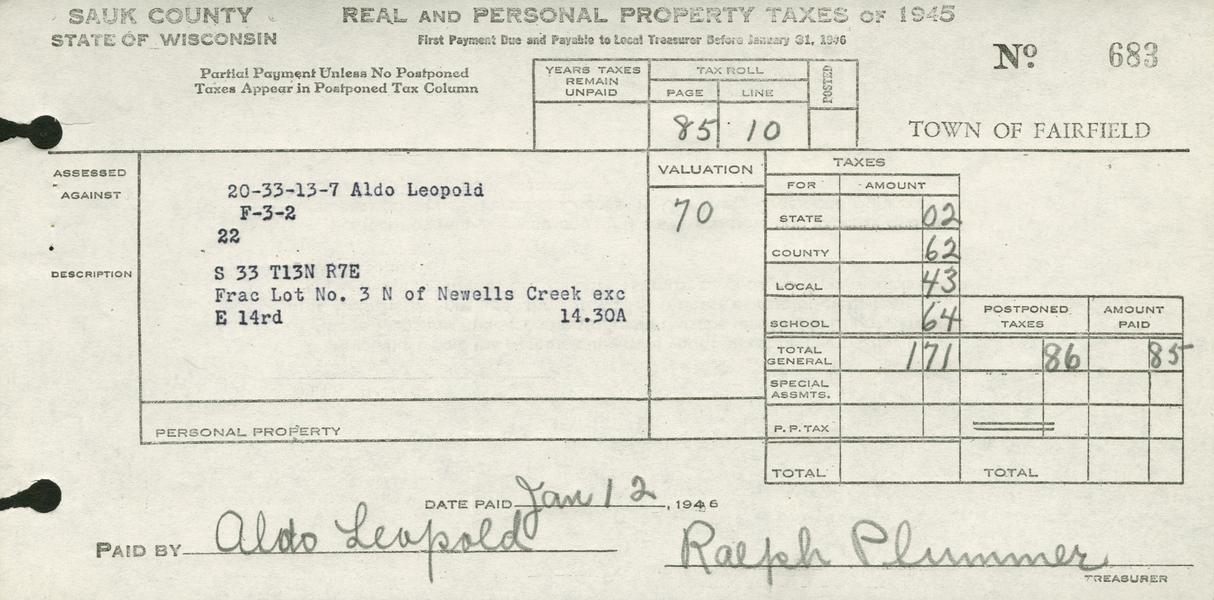 SAUK COUNTY
STATE OF WISCONSIN
REAL AND PERSONAL PROPERTY TAXES OF 1945
First Payment Due and Payable to Local Treasurer Before January 31, 1946
Partial Payment Unless No Postponed
Taxes Appear in Postponed Tax Column
YEARS TAXES
REMAIN
UNPAID
TAX ROLL
PAGE LINE
85 10
POSTED
No. 683
TOWN OF FAIRFIELD
ASSESSED
AGAINST
20-33-13-7 Aldo Leopold
F-3-2
22
DESCRIPTION
S 33 T13N R7E
Frac Lot No. 3 N of Newells Creek exc
E 14rd 14.30A
PERSONAL PROPERTY
VALUATION
70
TAXES
FOR AMOUNT
STATE 02
COUNTY 62
LOCAL 43
SCHOOL 64
POSTPONED
TAXES
AMOUNT
PAID
TOTAL
GENERAL 1 71 86 85
SPECIAL
ASSMTS.
P. P. TAX
TOTAL TOTAL
DATE PAID Jan 12, 1946
PAID BY Aldo Leopold
Ralph Plummer
TREASURER